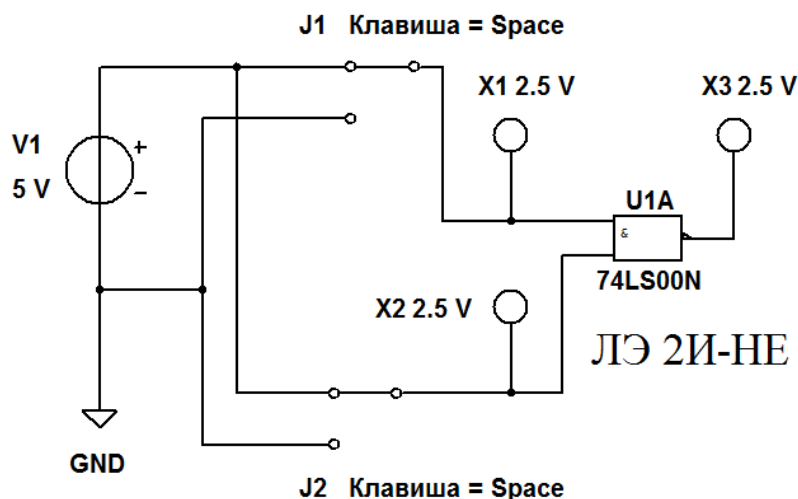 J1 Клавиша = Space
X1 2.5 V
X3 2.5 V
V1
+
5 V
−
U1A
&
74LS00N
X2 2.5 V
ЛЭ 2И-НЕ
GND
J2 Клавиша = Space